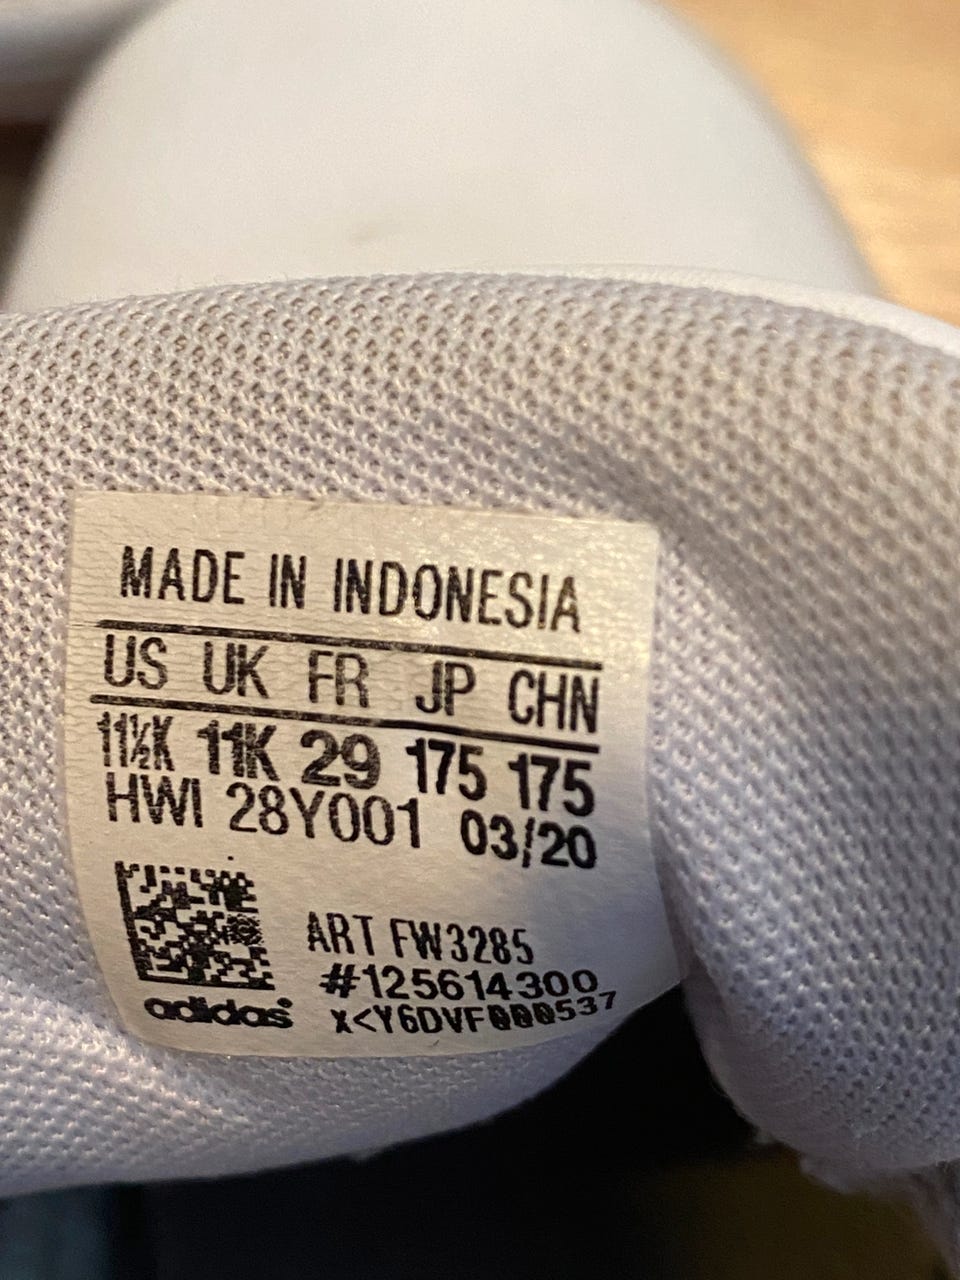 MADE IN INDONESIA
US UK FR JP CHN
11½K 11K 29 175 175
HWI 28Y001 03/20
ART FW3285
#125614300
adidas® X<Y6DVF000537